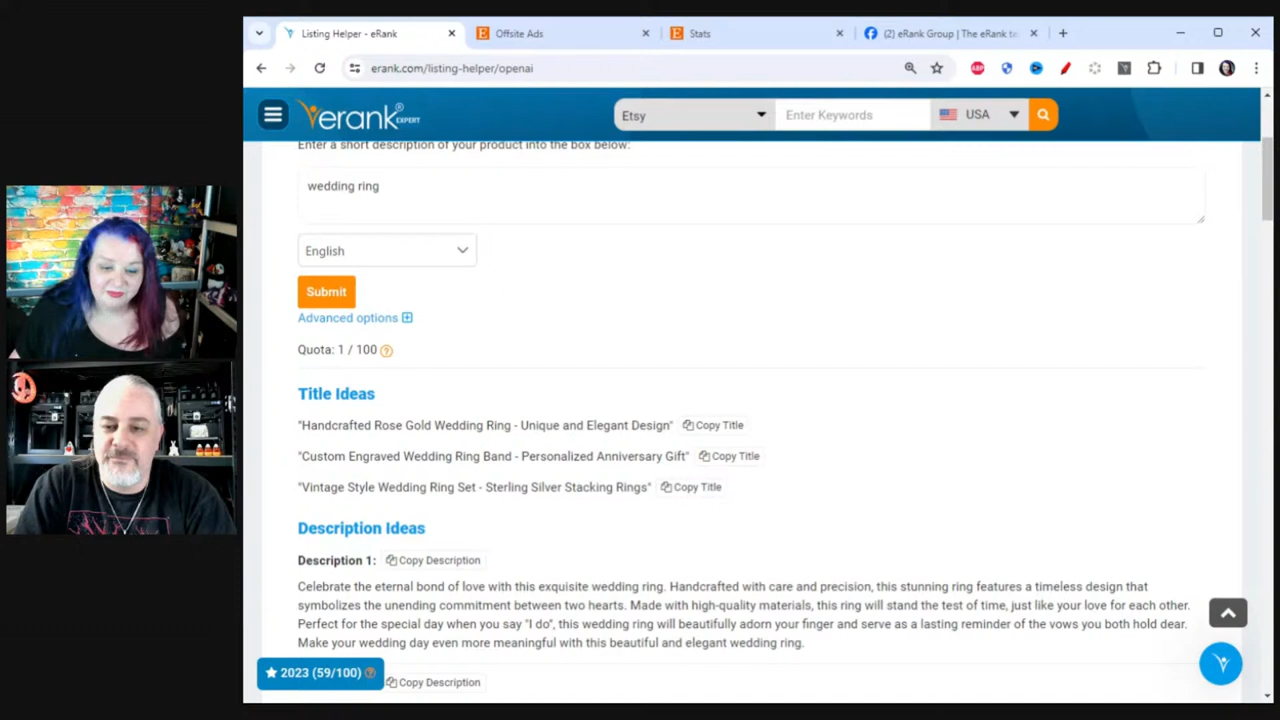 Listing Helper - eRank
Offsite Ads
Stats
(2) eRank Group | The eRank te
erank.com/listing-helper/openai
erank® EXPERT
Etsy
Enter Keywords
USA
Enter a short description of your product into the box below:
wedding ring
English
Submit
Advanced options
Quota: 1 / 100
Title Ideas
"Handcrafted Rose Gold Wedding Ring - Unique and Elegant Design" Copy Title
"Custom Engraved Wedding Ring Band - Personalized Anniversary Gift" Copy Title
"Vintage Style Wedding Ring Set - Sterling Silver Stacking Rings" Copy Title
Description Ideas
Description 1: Copy Description
Celebrate the eternal bond of love with this exquisite wedding ring. Handcrafted with care and precision, this stunning ring features a timeless design that
symbolizes the unending commitment between two hearts. Made with high-quality materials, this ring will stand the test of time, just like your love for each other.
Perfect for the special day when you say "I do", this wedding ring will beautifully adorn your finger and serve as a lasting reminder of the vows you both hold dear.
Make your wedding day even more meaningful with this beautiful and elegant wedding ring.
2023 (59/100)
Copy Description